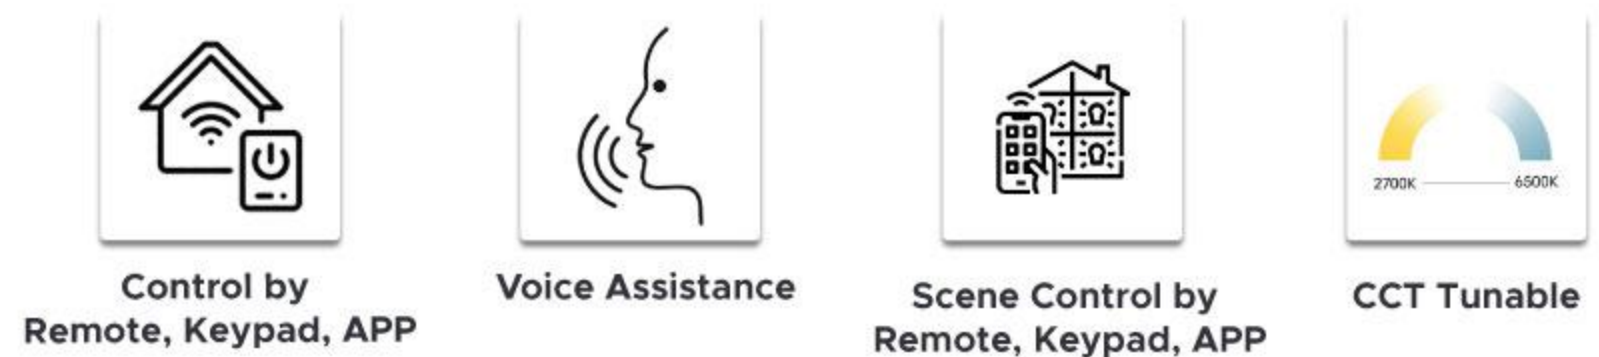 Control by
Remote, Keypad, APP
Voice Assistance
Scene Control by
Remote, Keypad, APP
2700K
6500K
CCT Tunable